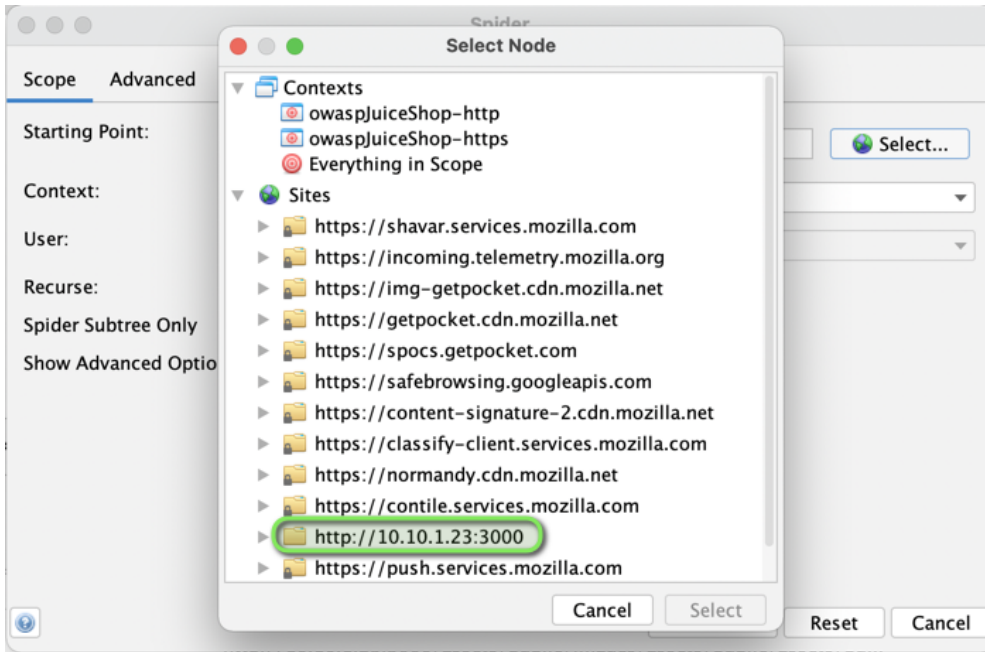 Spider
Select Node
Scope Advanced
Contexts
owaspJuiceShop-http
Starting Point:
owaspJuiceShop-https
Select...
Everything in Scope
Context:
Sites
https://shavar.services.mozilla.com
User:
https://incoming.telemetry.mozilla.org
Recurse:
https://img-getpocket.cdn.mozilla.net
Spider Subtree Only
https://getpocket.cdn.mozilla.net
https://spocs.getpocket.com
Show Advanced Optio
https://safebrowsing.googleapis.com
https://content-signature-2.cdn.mozilla.net
https://classify-client.services.mozilla.com
https://normandy.cdn.mozilla.net
https://contile.services.mozilla.com
http://10.10.1.23:3000
https://push.services.mozilla.com
Cancel Select
Reset Cancel